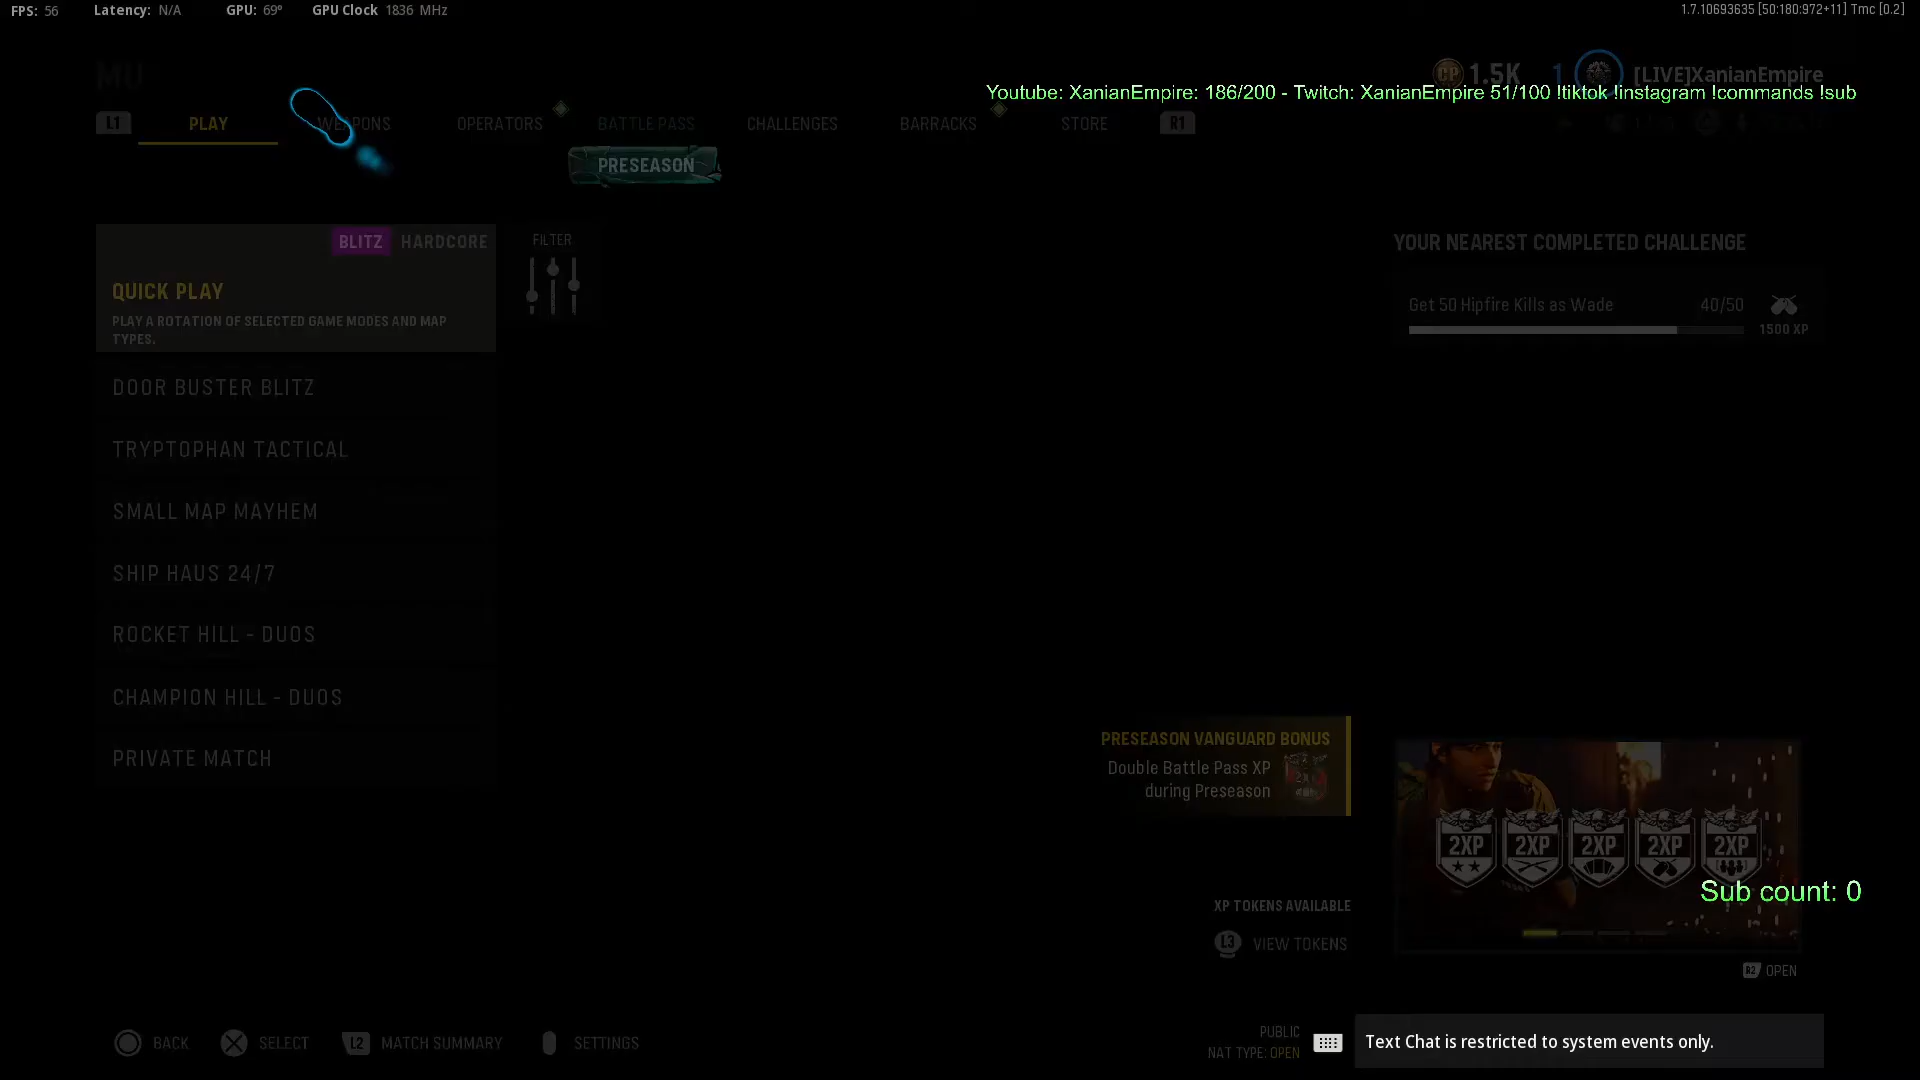 FPS: 56 Latency: N/A GPU: 69° GPU Clock 1836 MHz
1.7.10693635 [50:180:972+11] Tmc [0.2]
MU
CP 1.5K 1 [LIVE]XanianEmpire
Youtube: XanianEmpire: 186/200 - Twitch: XanianEmpire 51/100 !tiktok !instagram !commands !sub
L1 PLAY WEAPONS OPERATORS BATTLE PASS CHALLENGES BARRACKS STORE R1
PRESEASON
BLITZ HARDCORE
FILTER
QUICK PLAY
PLAY A ROTATION OF SELECTED GAME MODES AND MAP
TYPES.
DOOR BUSTER BLITZ
TRYPTOPHAN TACTICAL
SMALL MAP MAYHEM
SHIP HAUS 24/7
ROCKET HILL - DUOS
CHAMPION HILL - DUOS
PRIVATE MATCH
YOUR NEAREST COMPLETED CHALLENGE
Get 50 Hipfire Kills as Wade 40/50
1500 XP
PRESEASON VANGUARD BONUS
Double Battle Pass XP
during Preseason
2XP 2XP 2XP 2XP 2XP
Sub count: 0
XP TOKENS AVAILABLE
L3 VIEW TOKENS
R2 OPEN
BACK SELECT L2 MATCH SUMMARY SETTINGS
PUBLIC
NAT TYPE: OPEN
Text Chat is restricted to system events only.